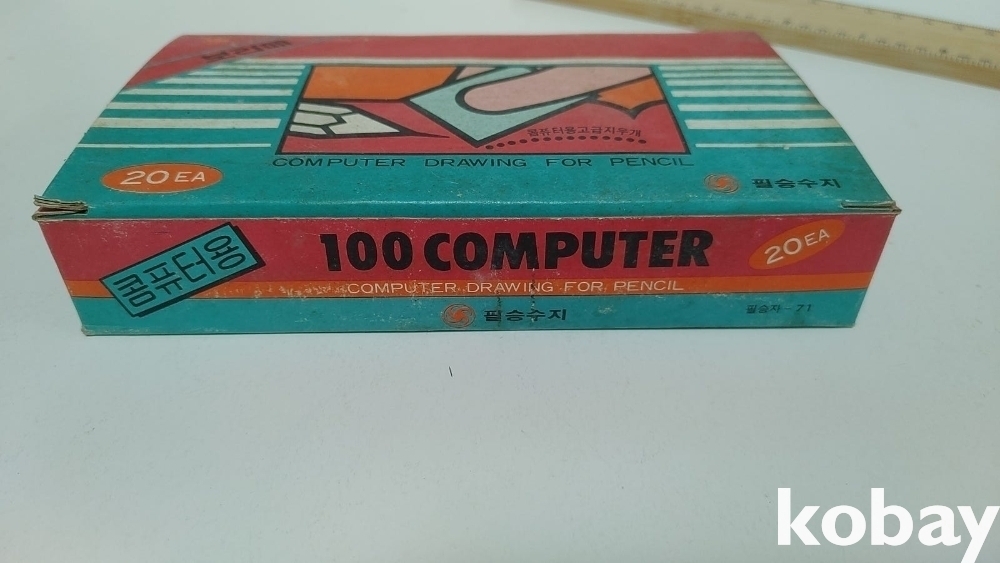 컴퓨터용고급지우개
COMPUTER DRAWING FOR PENCIL
20 EA
필승수지
컴퓨터용
100 COMPUTER
20 EA
COMPUTER DRAWING FOR PENCIL
필승수지
필승자-71
kobay